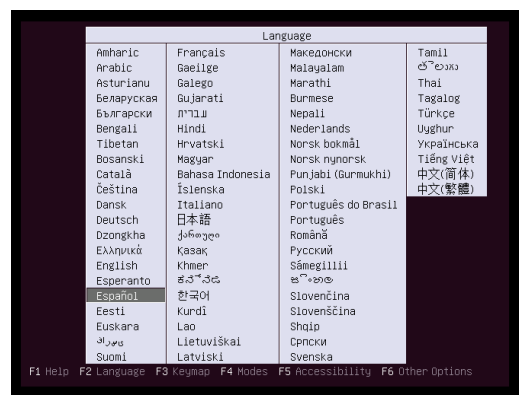 Language
Amharic
Arabic
Asturianu
Беларуская
Български
Bengali
Tibetan
Bosanski
Català
Čeština
Dansk
Deutsch
Dzongkha
Ελληνικά
English
Esperanto
Español
Eesti
Euskara
فارسی
Suomi
Français
Gaeilge
Galego
Gujarati
עברית
Hindi
Hrvatski
Magyar
Bahasa Indonesia
Íslenska
Italiano
日本語
ქართული
Қазақ
Khmer
ಕನ್ನಡ
한국어
Kurdî
Lao
Lietuviškai
Latviski
Македонски
Malayalam
Marathi
Burmese
Nepali
Nederlands
Norsk bokmål
Norsk nynorsk
Punjabi (Gurmukhi)
Polski
Português do Brasil
Português
Română
Русский
Sámegillii
සිංහල
Slovenčina
Slovenščina
Shqip
Српски
Svenska
Tamil
తెలుగు
Thai
Tagalog
Türkçe
Uyghur
Українська
Tiếng Việt
中文(简体)
中文(繁體)
F1 Help F2 Language F3 Keymap F4 Modes F5 Accessibility F6 Other Options